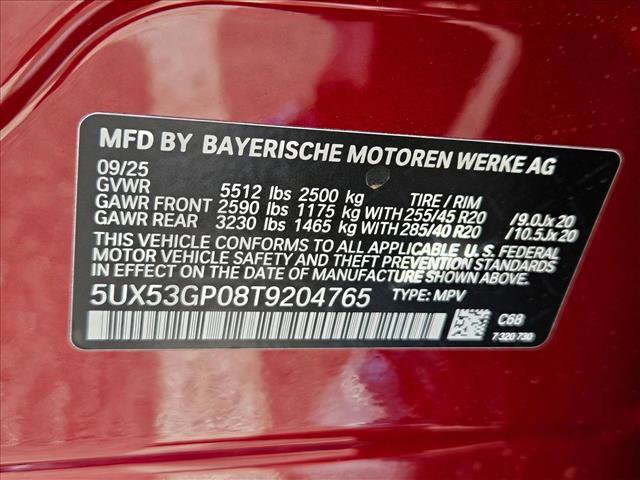 MFD BY BAYERISCHE MOTOREN WERKE AG
09/25
GVWR 5512 lbs 2500 kg TIRE / RIM
GAWR FRONT 2590 lbs 1175 kg WITH 255/45 R20 /9.0Jx20
GAWR REAR 3230 lbs 1465 kg WITH 285/40 R20 /10.5Jx20
THIS VEHICLE CONFORMS TO ALL APPLICABLE U.S. FEDERAL
MOTOR VEHICLE SAFETY AND THEFT PREVENTION STANDARDS
IN EFFECT ON THE DATE OF MANUFACTURE SHOWN ABOVE.
5UX53GP08T9204765 TYPE: MPV
C68
7 320 730